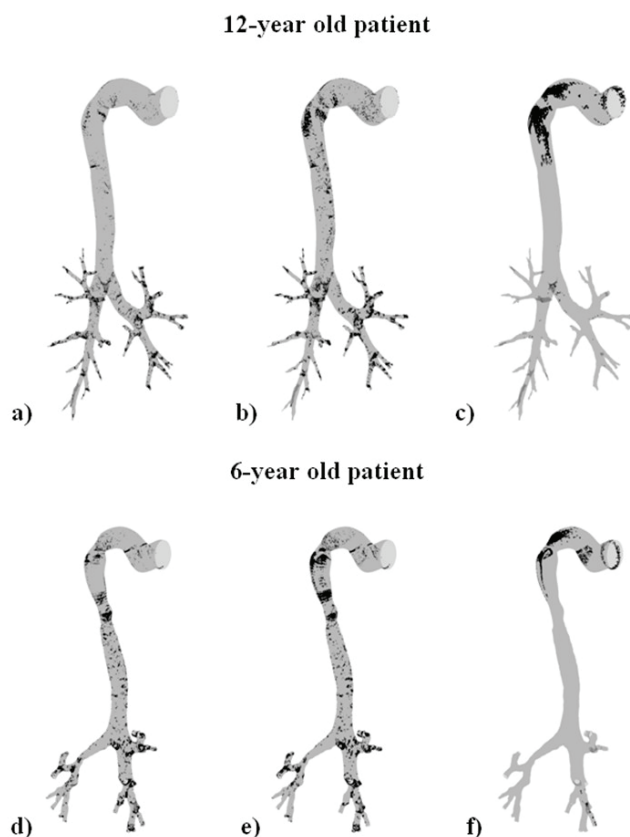 12-year old patient
a) b) c)
6-year old patient
d) e) f)